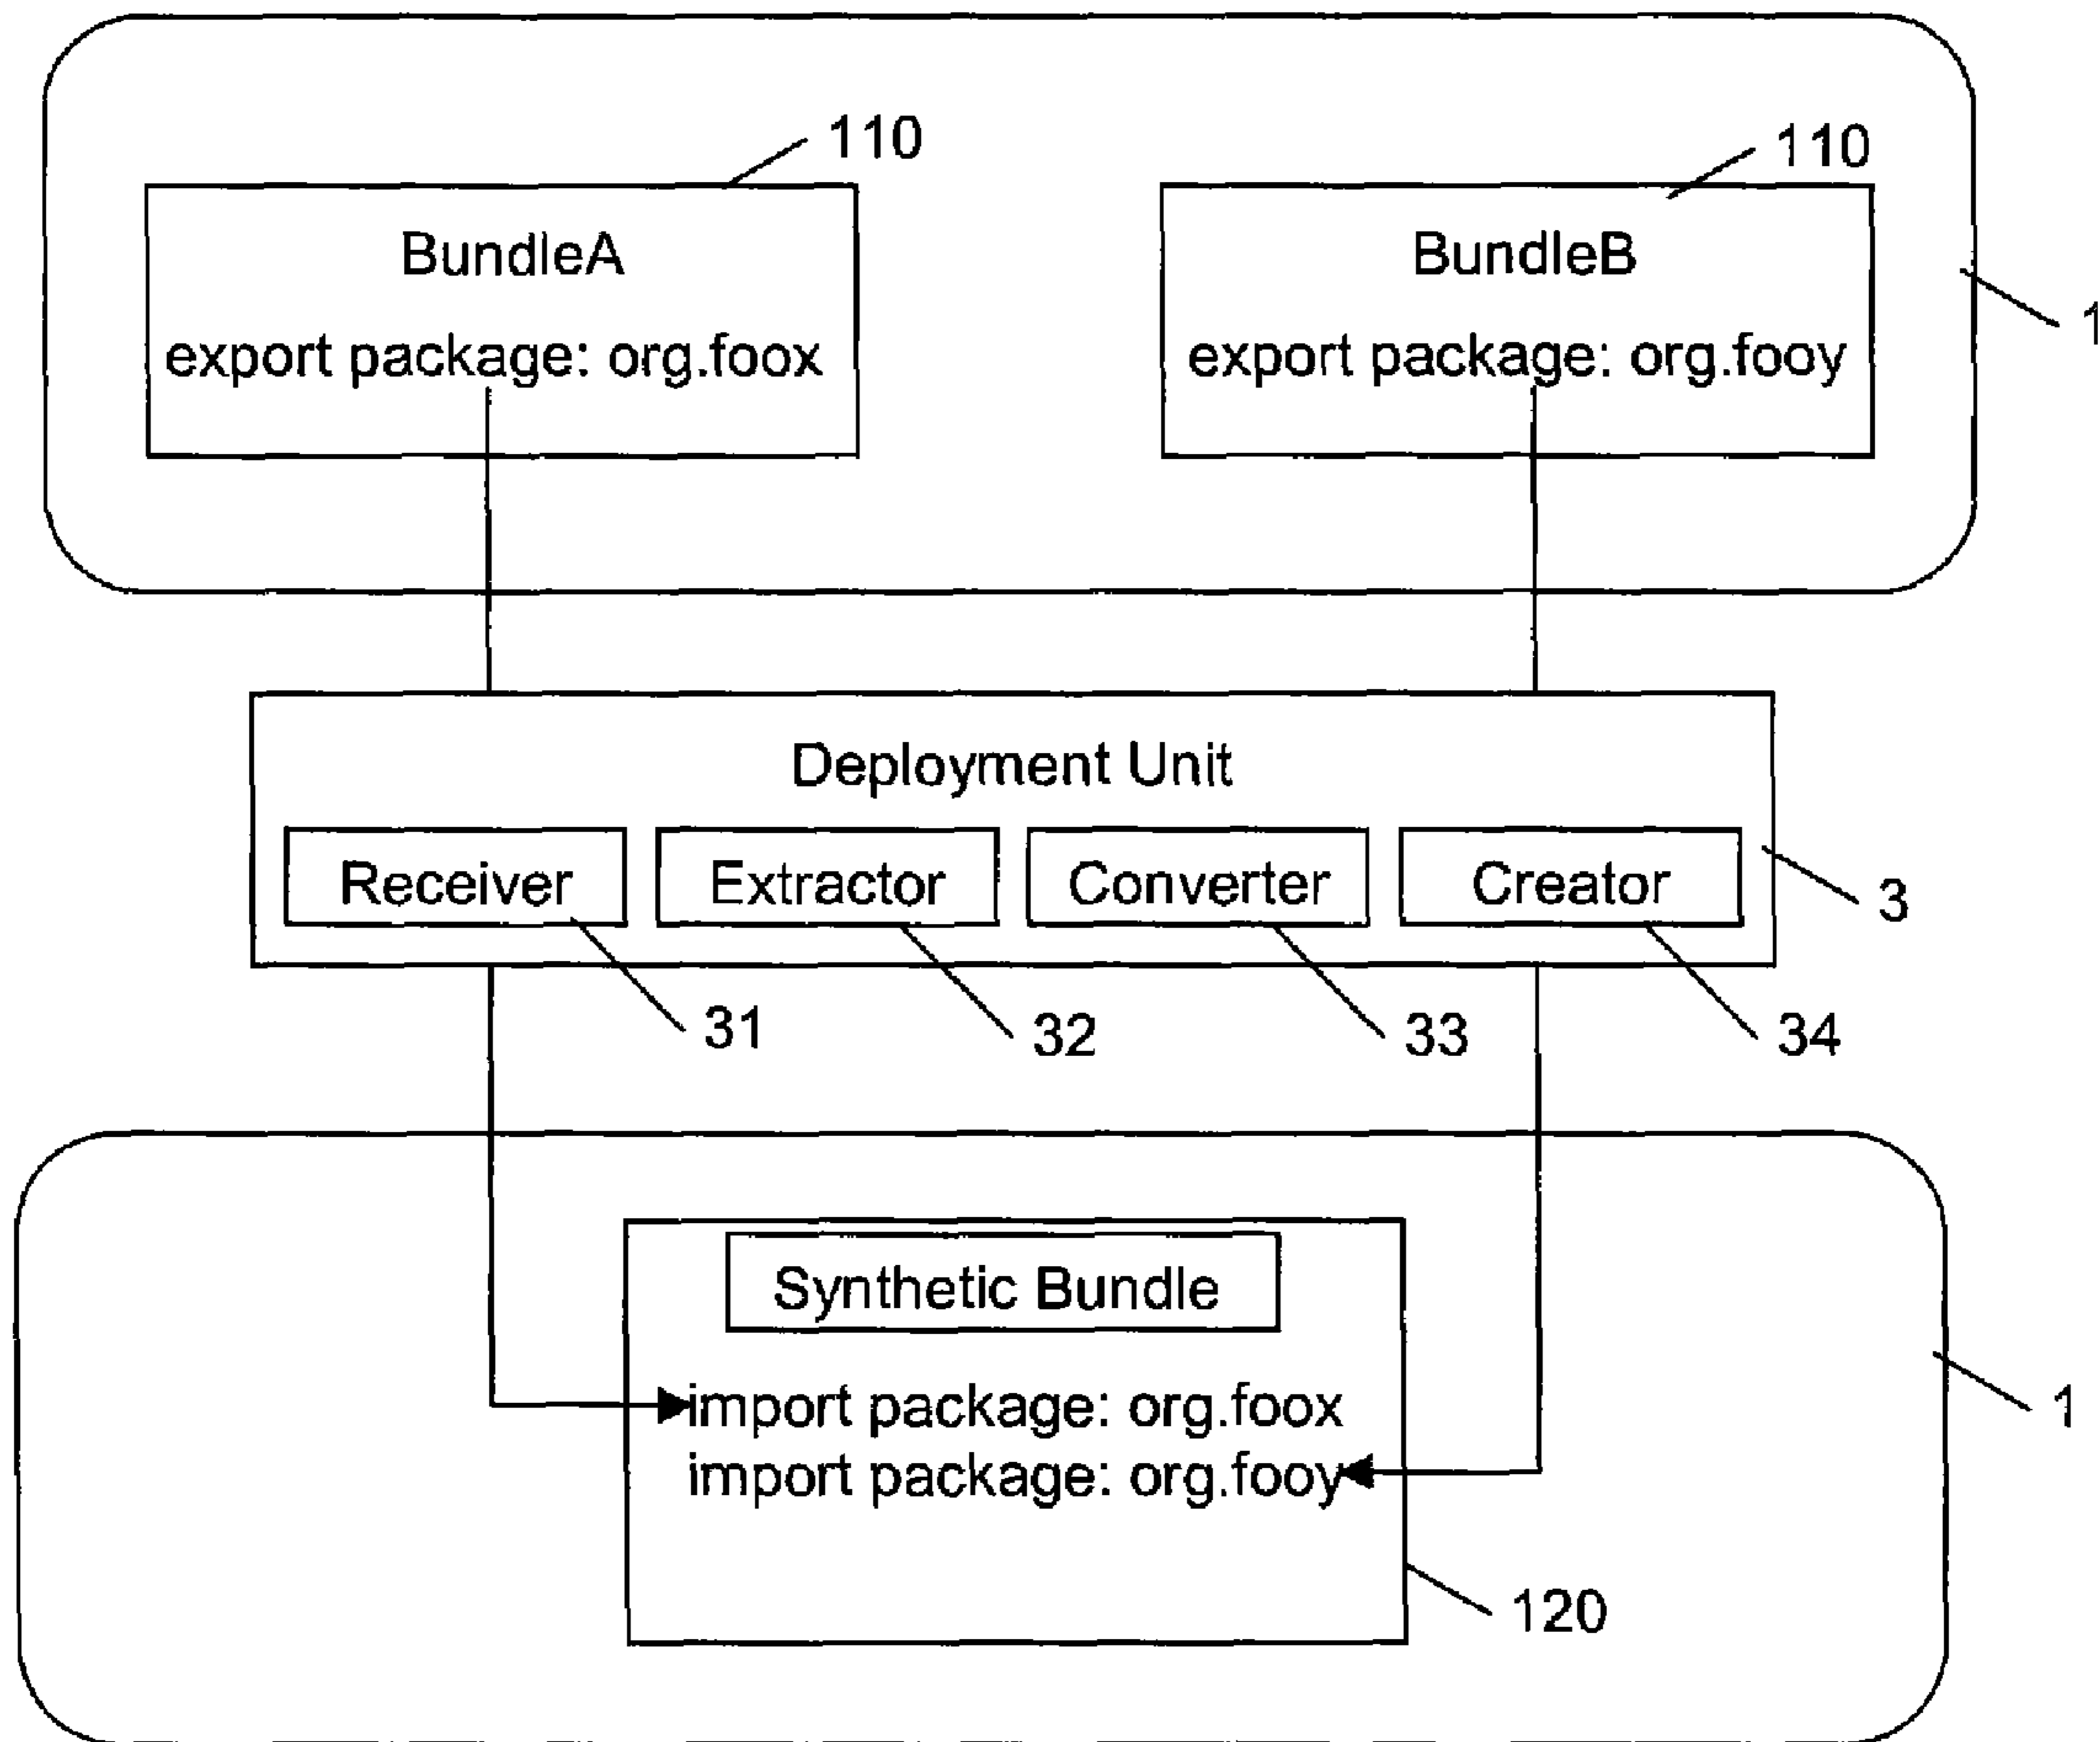 110
110
BundleA
BundleB
1
export package: org.foox
export package: org.fooy
Deployment Unit
Receiver
Extractor
Converter
Creator
3
31
32
33
34
Synthetic Bundle
import package: org.foox
1
import package: org.fooy
120